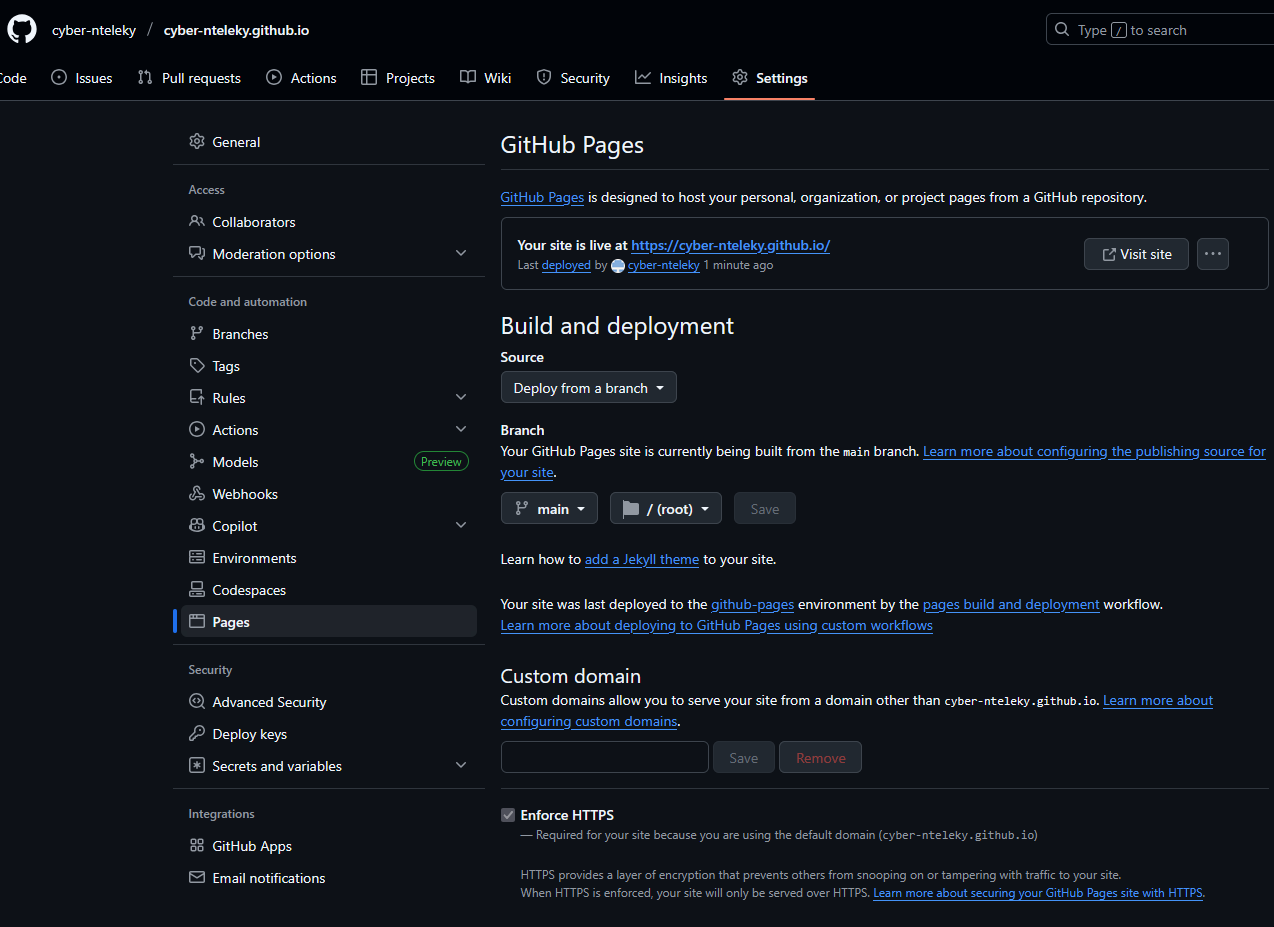 cyber-nteleky / cyber-nteleky.github.io
Type / to search
Code Issues Pull requests Actions Projects Wiki Security Insights Settings
General
Access
Collaborators
Moderation options
Code and automation
Branches
Tags
Rules
Actions
Models Preview
Webhooks
Copilot
Environments
Codespaces
Pages
Security
Advanced Security
Deploy keys
Secrets and variables
Integrations
GitHub Apps
Email notifications
GitHub Pages
GitHub Pages is designed to host your personal, organization, or project pages from a GitHub repository.
Your site is live at https://cyber-nteleky.github.io/
Last deployed by cyber-nteleky 1 minute ago
Visit site
Build and deployment
Source
Deploy from a branch
Branch
Your GitHub Pages site is currently being built from the main branch. Learn more about configuring the publishing source for
your site.
main / (root) Save
Learn how to add a Jekyll theme to your site.
Your site was last deployed to the github-pages environment by the pages build and deployment workflow.
Learn more about deploying to GitHub Pages using custom workflows
Custom domain
Custom domains allow you to serve your site from a domain other than cyber-nteleky.github.io. Learn more about
configuring custom domains.
Save Remove
Enforce HTTPS
— Required for your site because you are using the default domain (cyber-nteleky.github.io)
HTTPS provides a layer of encryption that prevents others from snooping on or tampering with traffic to your site.
When HTTPS is enforced, your site will only be served over HTTPS. Learn more about securing your GitHub Pages site with HTTPS.